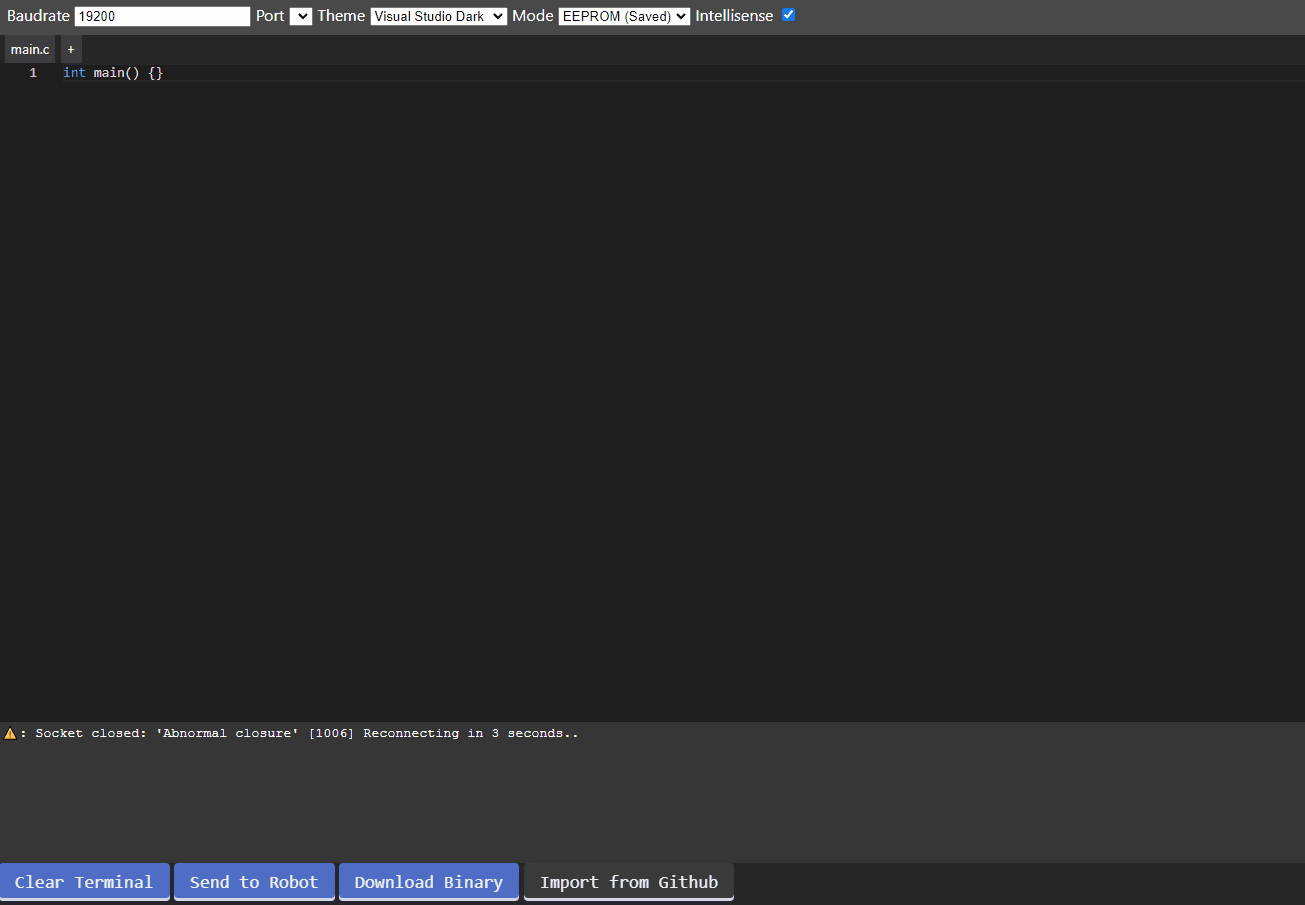 Baudrate 19200 Port Theme Visual Studio Dark Mode EEPROM (Saved) Intellisense
main.c +
1 int main() {}
⚠: Socket closed: 'Abnormal closure' [1006] Reconnecting in 3 seconds..
Clear Terminal Send to Robot Download Binary Import from Github